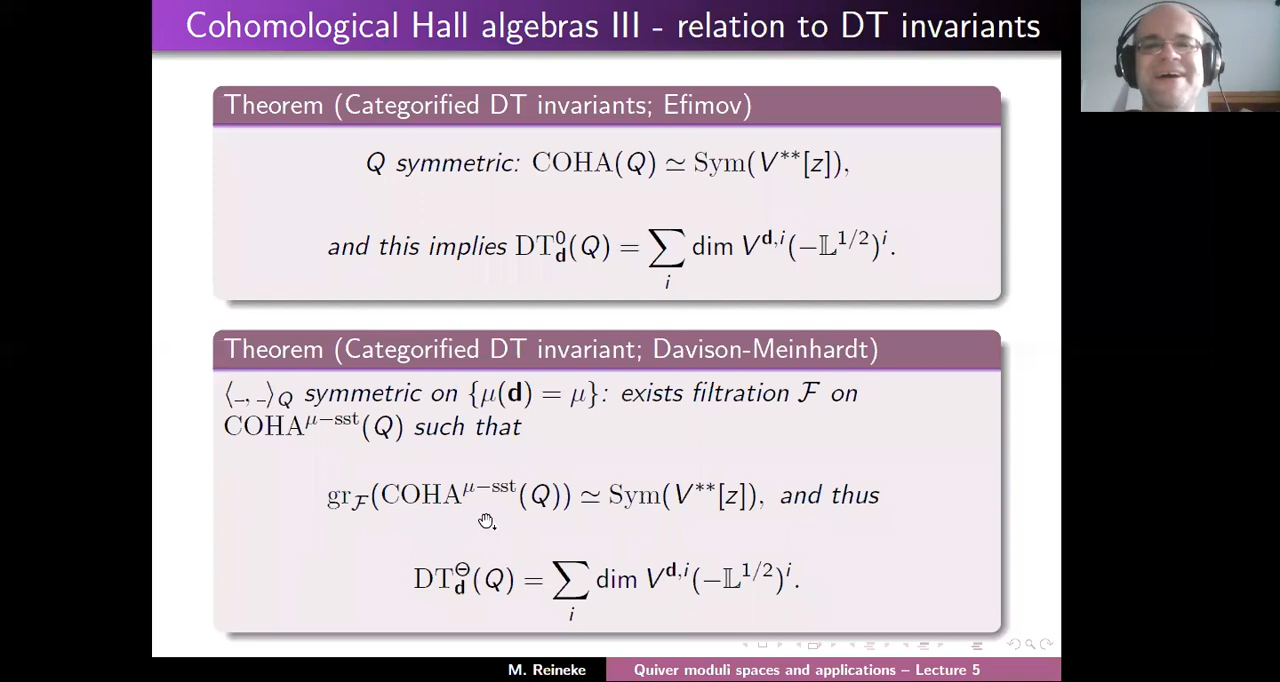 Cohomological Hall algebras III - relation to DT invariants
Theorem (Categorified DT invariants; Efimov)
Q symmetric: COHA(Q) ≃ Sym(V**[z]),
and this implies DT⁰_d(Q) = ∑_i dim V^{d,i}(−𝕃^{1/2})^i.
Theorem (Categorified DT invariant; Davison-Meinhardt)
⟨_, _⟩_Q symmetric on {μ(d) = μ}: exists filtration ℱ on
COHA^{μ−sst}(Q) such that
gr_ℱ(COHA^{μ−sst}(Q)) ≃ Sym(V**[z]), and thus
DT^Θ_d(Q) = ∑_i dim V^{d,i}(−𝕃^{1/2})^i.
M. Reineke Quiver moduli spaces and applications – Lecture 5